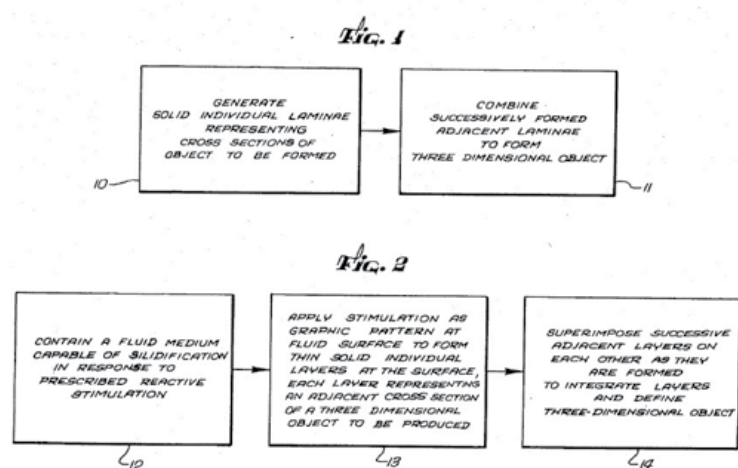 Fig. 1
GENERATE
SOLID INDIVIDUAL LAMINAE
REPRESENTING
CROSS SECTIONS OF
OBJECT TO BE FORMED
COMBINE
SUCCESSIVELY FORMED
ADJACENT LAMINAE
TO FORM
THREE DIMENSIONAL OBJECT
10
11
Fig. 2
CONTAIN A FLUID MEDIUM
CAPABLE OF SILIDIFICATION
IN RESPONSE TO
PRESCRIBED REACTIVE
STIMULATION
APPLY STIMULATION AS
GRAPHIC PATTERN AT
FLUID SURFACE TO FORM
THIN SOLID INDIVIDUAL
LAYERS AT THE SURFACE,
EACH LAYER REPRESENTING
AN ADJACENT CROSS SECTION
OF A THREE DIMENSIONAL
OBJECT TO BE PRODUCED
SUPERIMPOSE SUCCESSIVE
ADJACENT LAYERS ON
EACH OTHER AS THEY
ARE FORMED
TO INTEGRATE LAYERS
AND DEFINE
THREE-DIMENSIONAL OBJECT
12
13
14